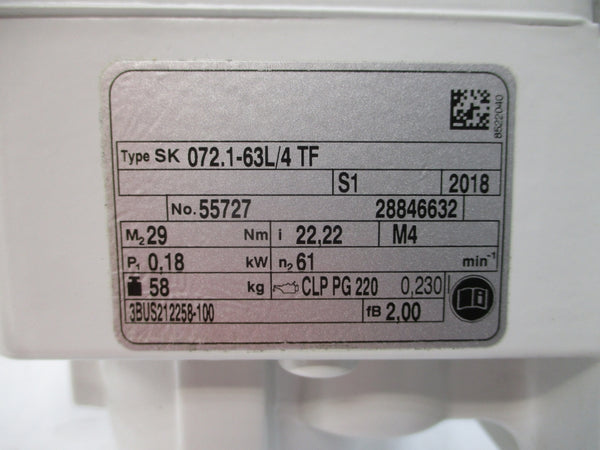 8522040
Type SK 072.1-63L/4 TF
S1 2018
No. 55727 28846632
M₂ 29 Nm i 22,22 M4
P₁ 0,18 kW n₂ 61 min⁻¹
58 kg CLP PG 220 0,230
3BUS212258-100 fB 2,00